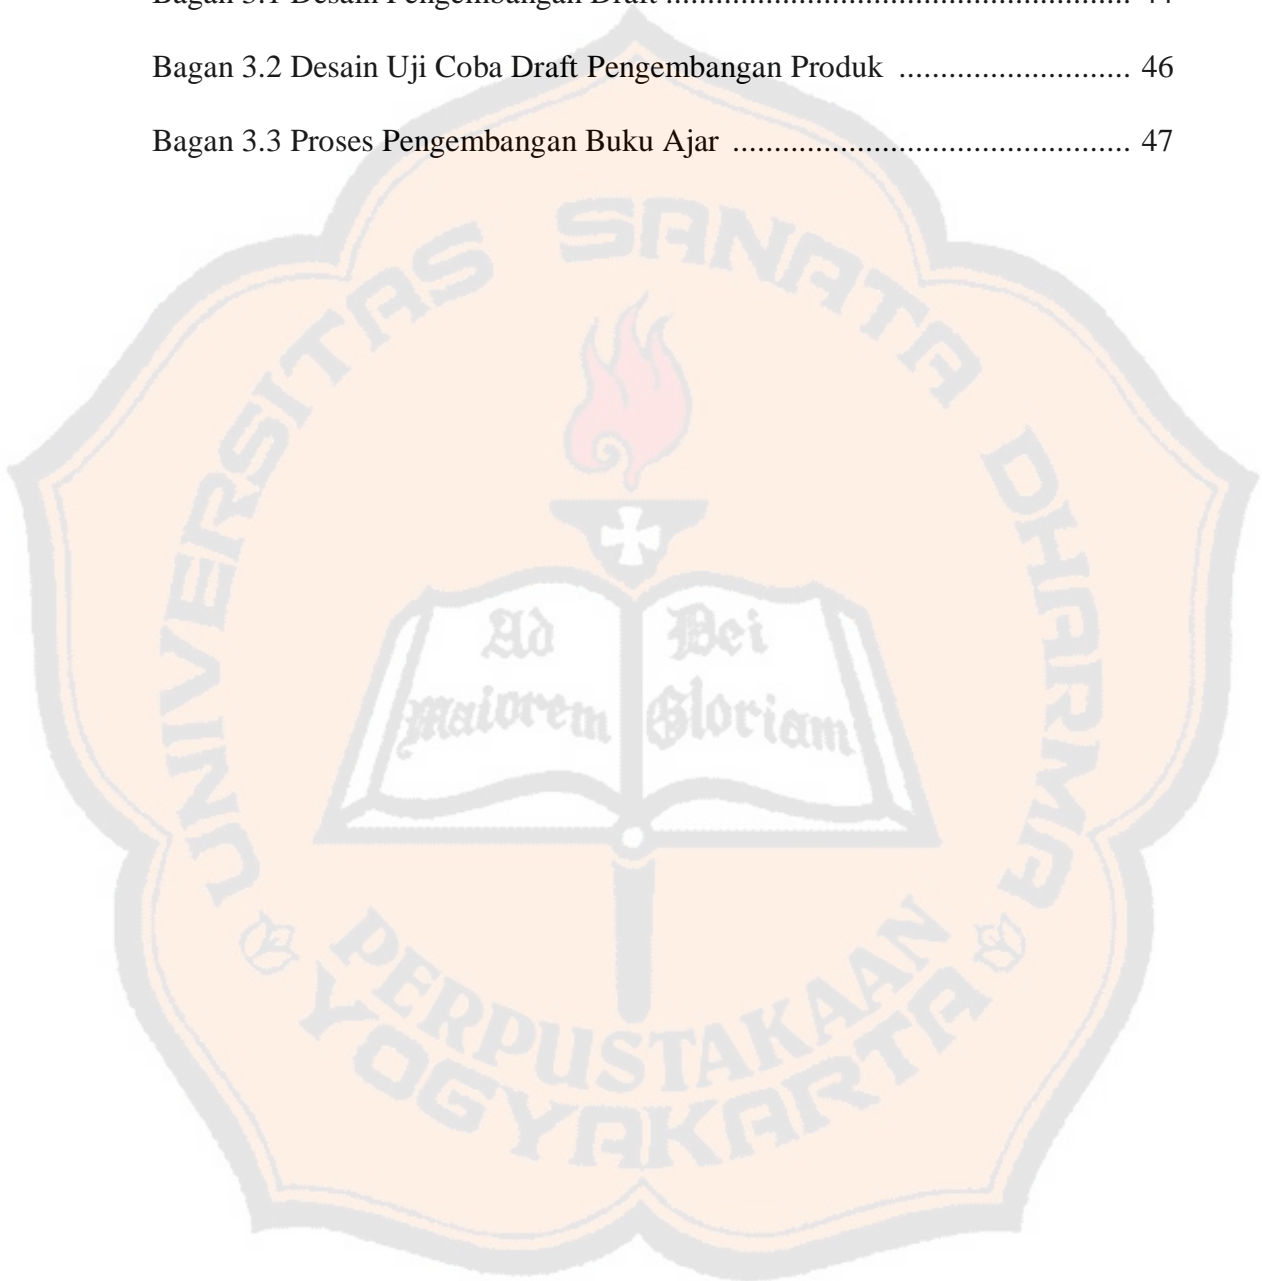 Bagan 3.1 Desain Pengembangan Draft ........................................................ 44
Bagan 3.2 Desain Uji Coba Draft Pengembangan Produk ............................ 46
Bagan 3.3 Proses Pengembangan Buku Ajar ................................................ 47
UNIVERSITAS SANATA DHARMA
Ad Dei
Maiorem Gloriam
PERPUSTAKAAN
YOGYAKARTA